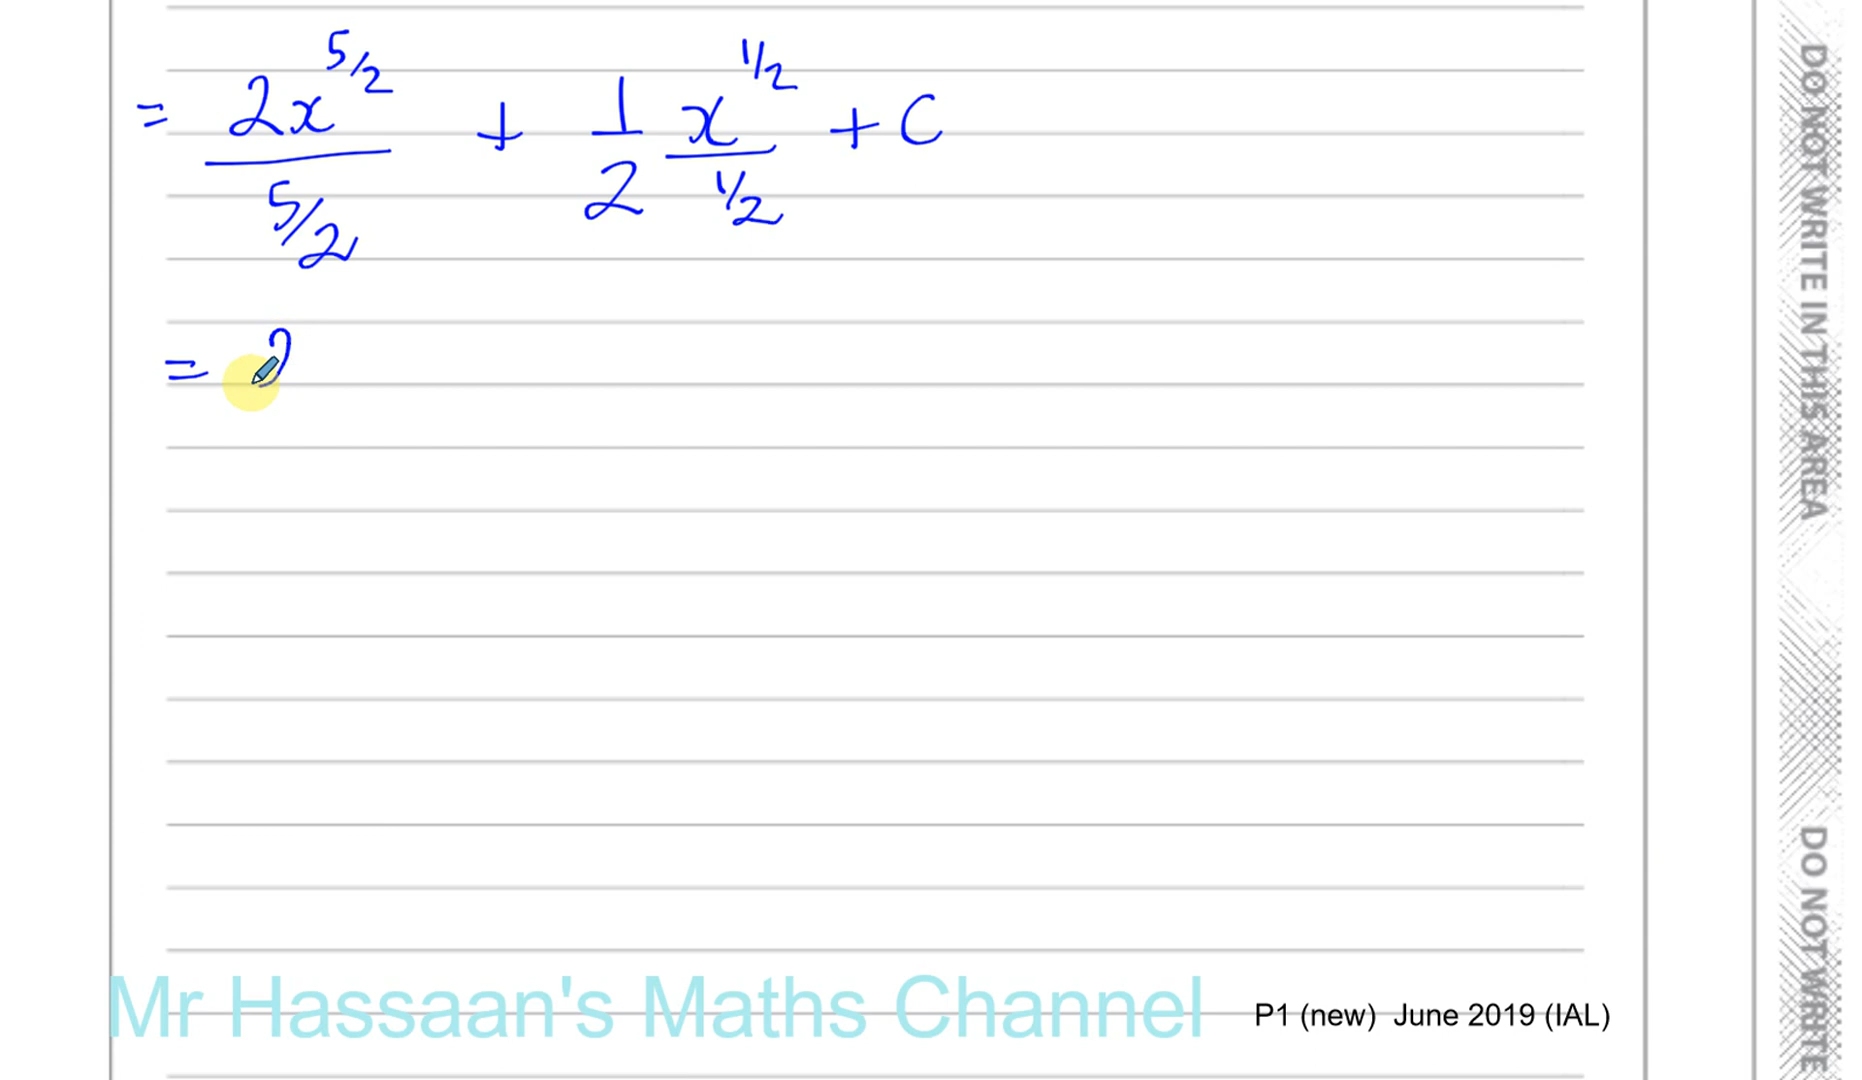 = 2x^(5/2) / (5/2) + 1/2 x^(1/2) / (1/2) + C
= 2
Mr Hassaan's Maths Channel
P1 (new) June 2019 (IAL)
DO NOT WRITE IN THIS AREA
DO NOT WRITE